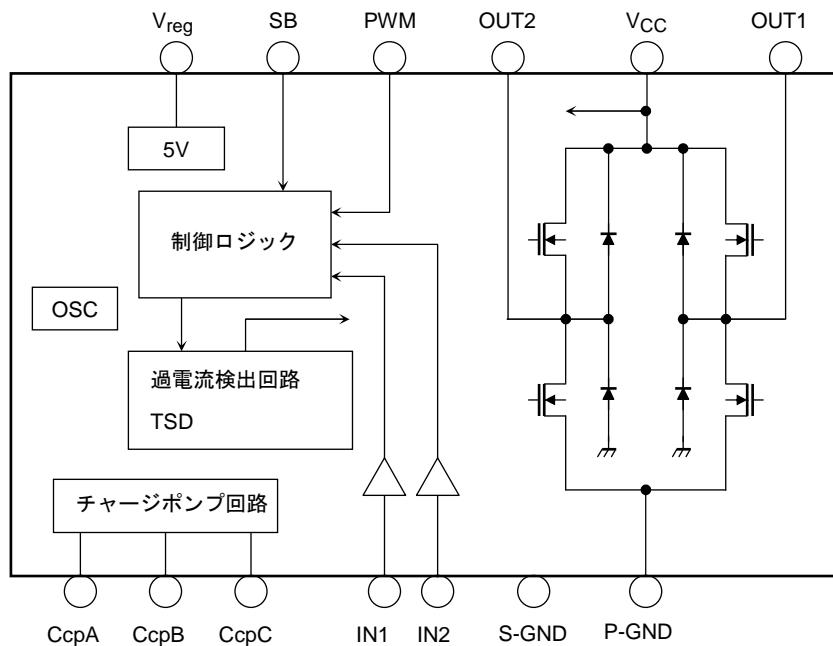 Vreg
SB
PWM
OUT2
VCC
OUT1
5V
制御ロジック
OSC
過電流検出回路
TSD
チャージポンプ回路
CcpA
CcpB
CcpC
IN1
IN2
S-GND
P-GND